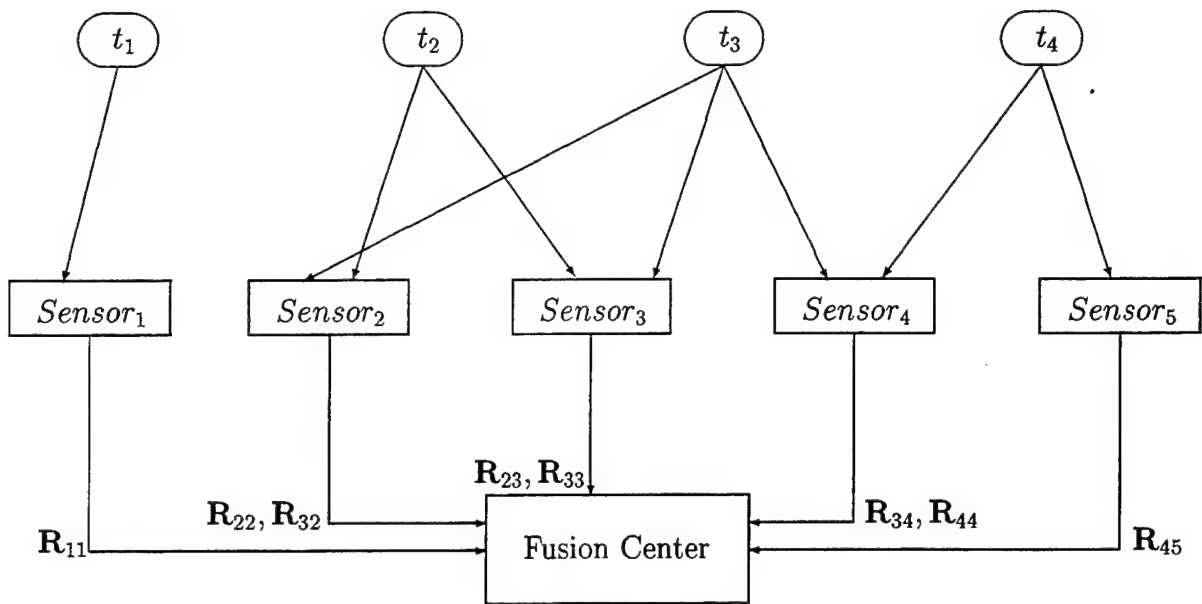 t₁ t₂ t₃ t₄
Sensor₁ Sensor₂ Sensor₃ Sensor₄ Sensor₅
R₂₃, R₃₃
R₂₂, R₃₂ R₃₄, R₄₄
R₁₁ Fusion Center R₄₅